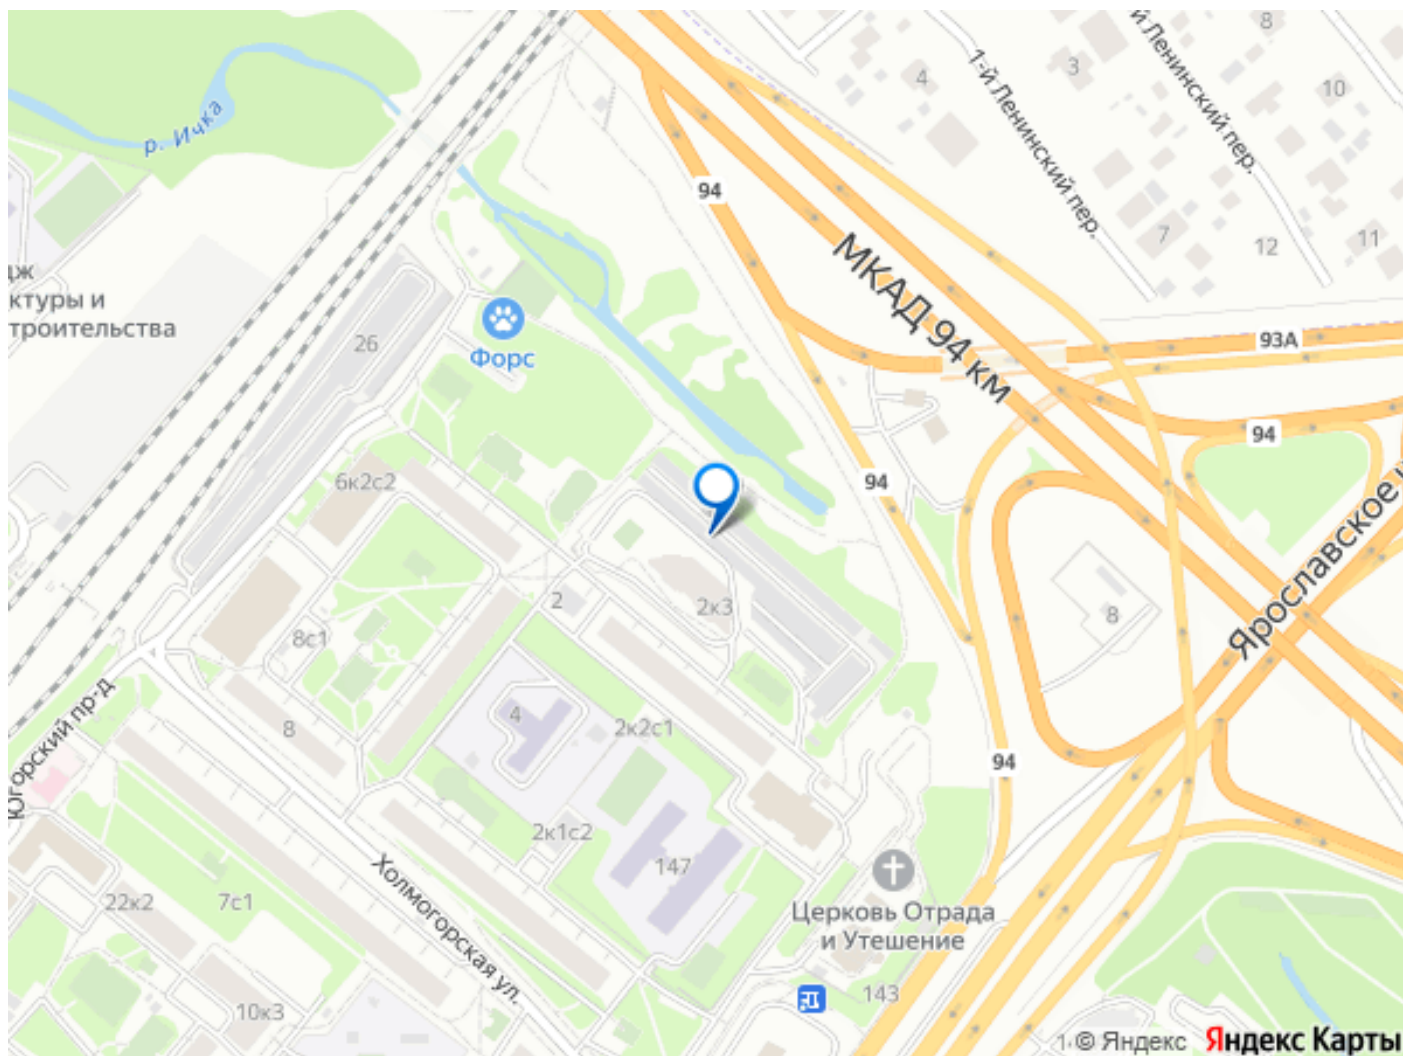 8
3
4
10
1-й Ленинский пер.
й Ленинский пер.
р. Ичка
94
7
12
11
МКАД 94 км
дж
ктуры и
троительства
26
Форс
93А
94
94
6к2с2
Ярославское
2к3
2
8
8с1
4
2к2с1
8
94
Югорский пр-д
2к1с2
147
Холмогорская ул.
22к2
7с1
Церковь Отрада
и Утешение
143
10к3
© Яндекс
Яндекс Карты